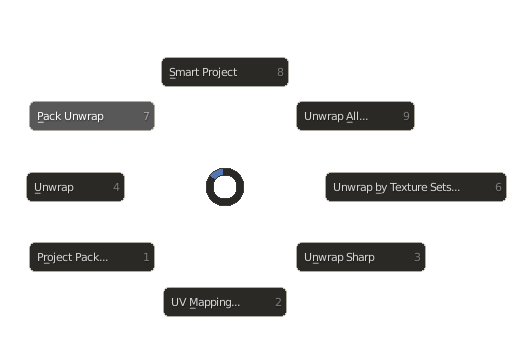 Smart Project 8
Pack Unwrap 7
Unwrap All... 9
Unwrap 4
Unwrap by Texture Sets... 6
Project Pack... 1
Unwrap Sharp 3
UV Mapping... 2